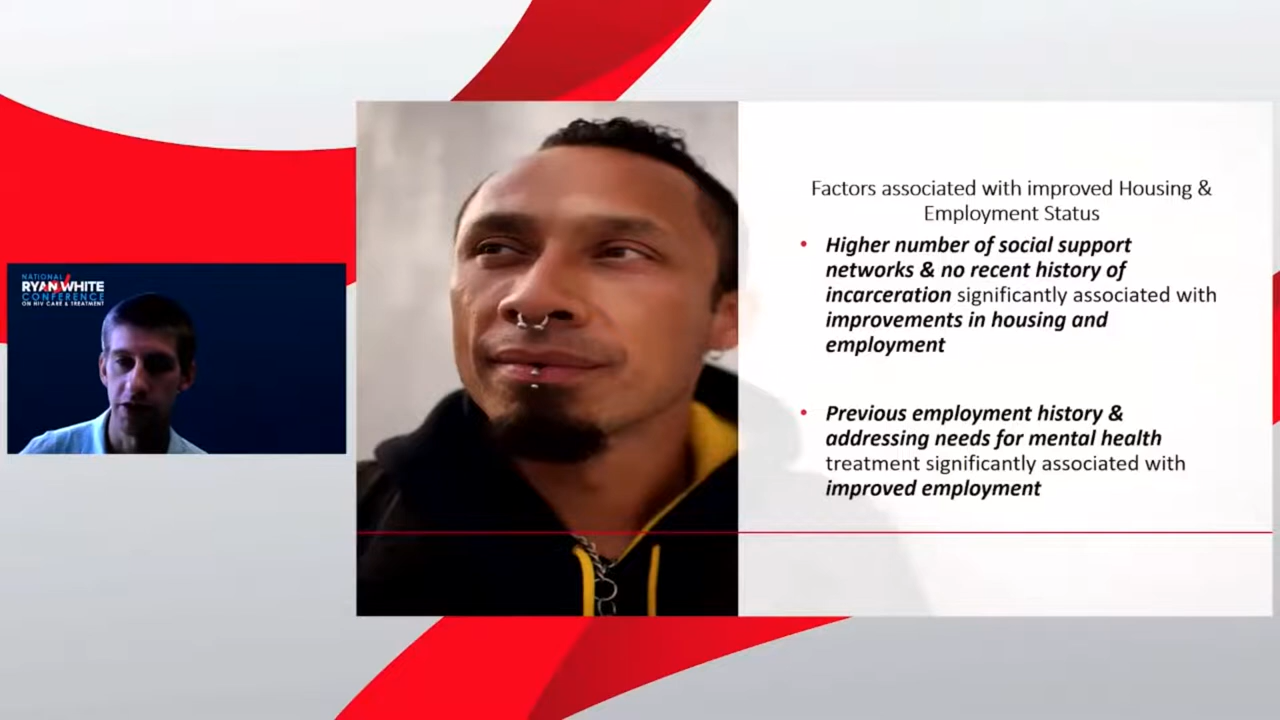 NATIONAL
RYAN WHITE
CONFERENCE
ON HIV CARE & TREATMENT
Factors associated with improved Housing &
Employment Status
• Higher number of social support
networks & no recent history of
incarceration significantly associated with
improvements in housing and
employment
• Previous employment history &
addressing needs for mental health
treatment significantly associated with
improved employment